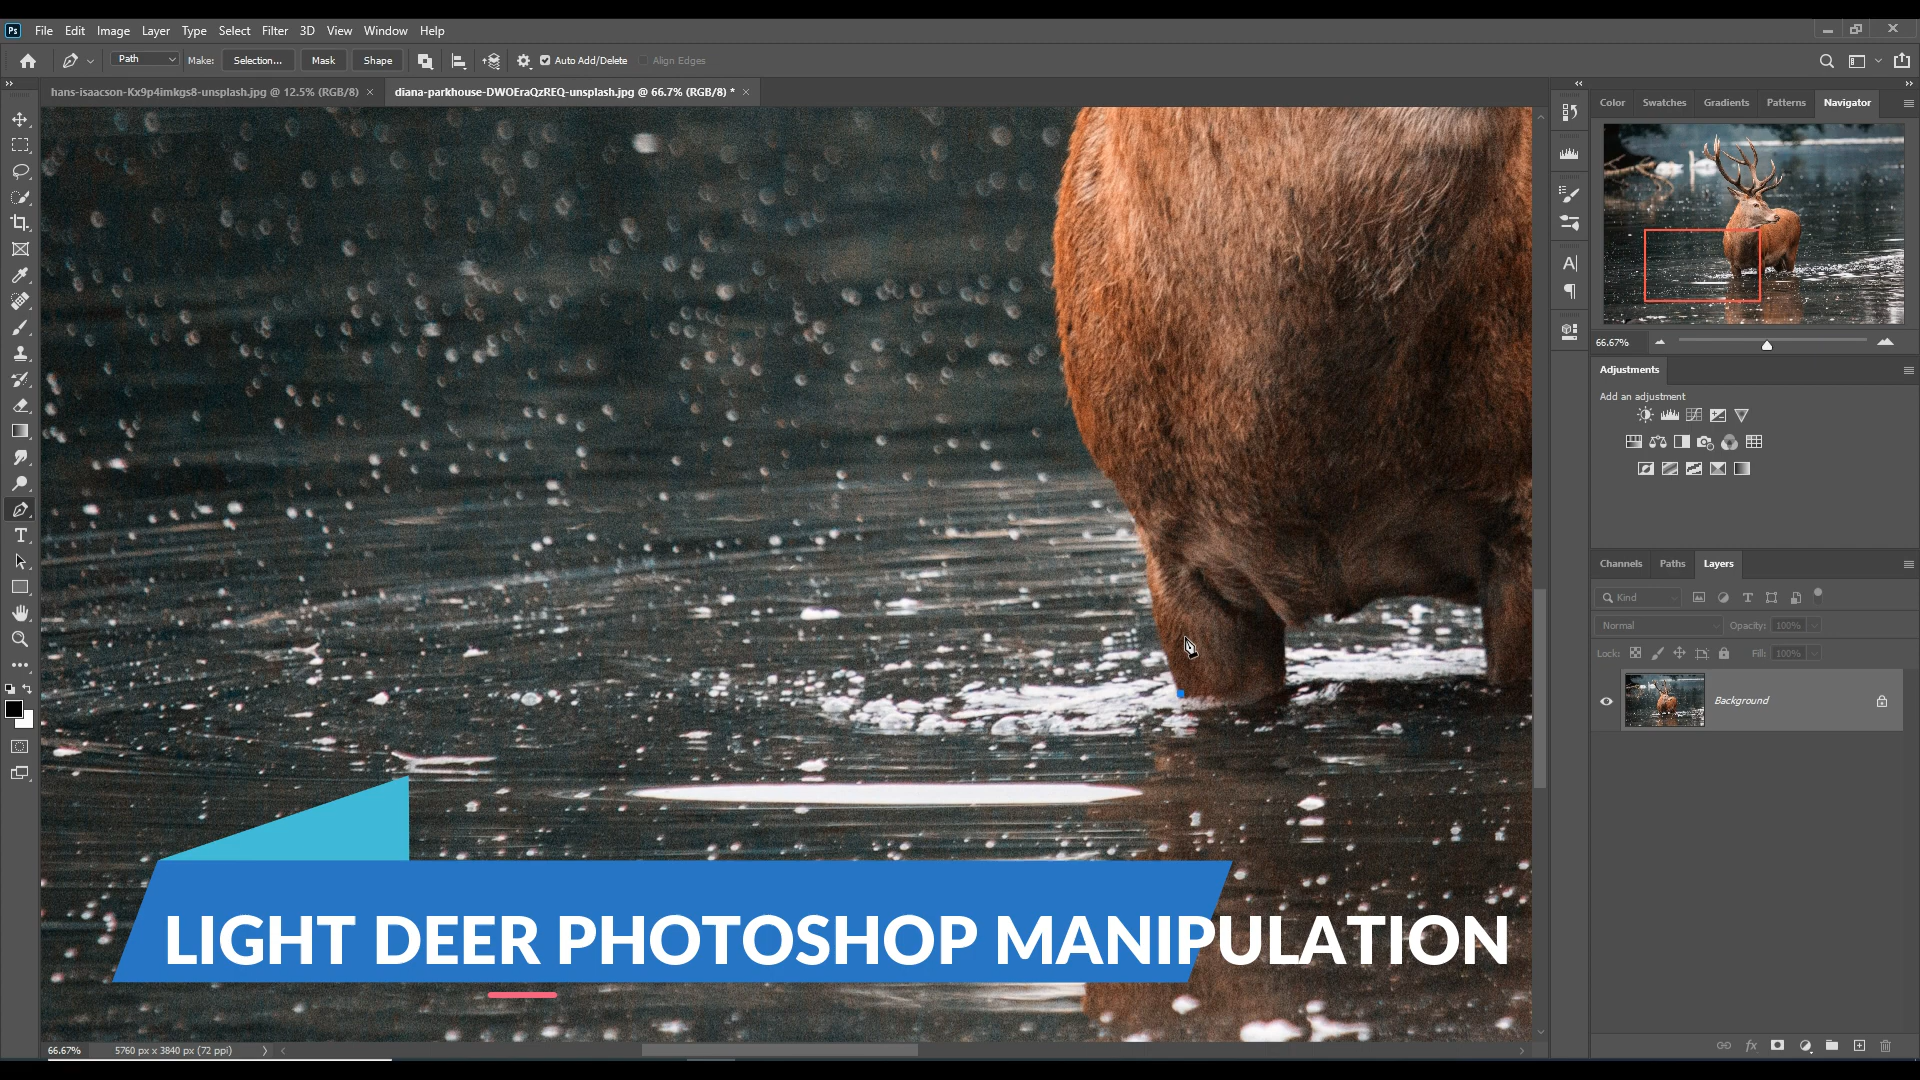 Ps File Edit Image Layer Type Select Filter 3D View Window Help
Path Make: Selection... Mask Shape Auto Add/Delete Align Edges
hans-isaacson-Kx9p4imkgs8-unsplash.jpg @ 12.5% (RGB/8) × diana-parkhouse-DWOEraQzREQ-unsplash.jpg @ 66.7% (RGB/8) * ×
Color Swatches Gradients Patterns Navigator
66.67%
Adjustments
Add an adjustment
Channels Paths Layers
Kind
Normal Opacity: 100%
Lock: Fill: 100%
Background
LIGHT DEER PHOTOSHOP MANIPULATION
66.67% 5760 px x 3840 px (72 ppi)